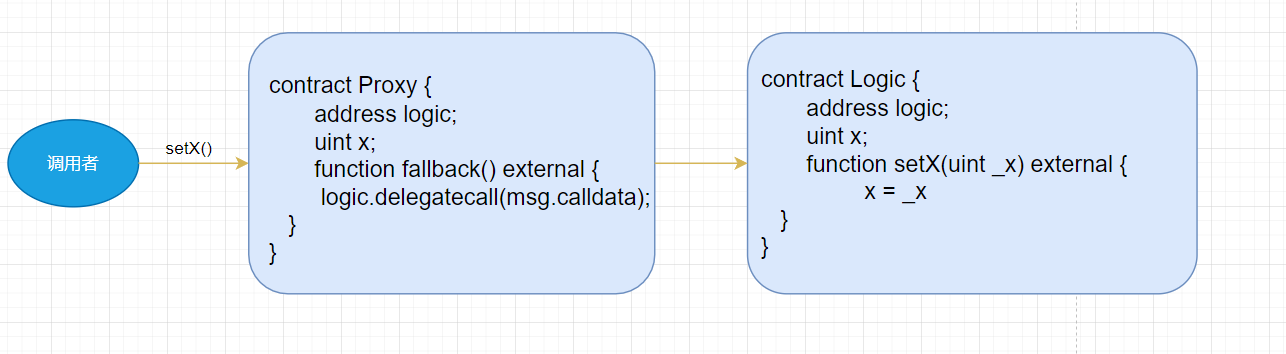 调用者
setX()
contract Proxy {
address logic;
uint x;
function fallback() external {
logic.delegatecall(msg.calldata);
}
}
contract Logic {
address logic;
uint x;
function setX(uint _x) external {
x = _x
}
}